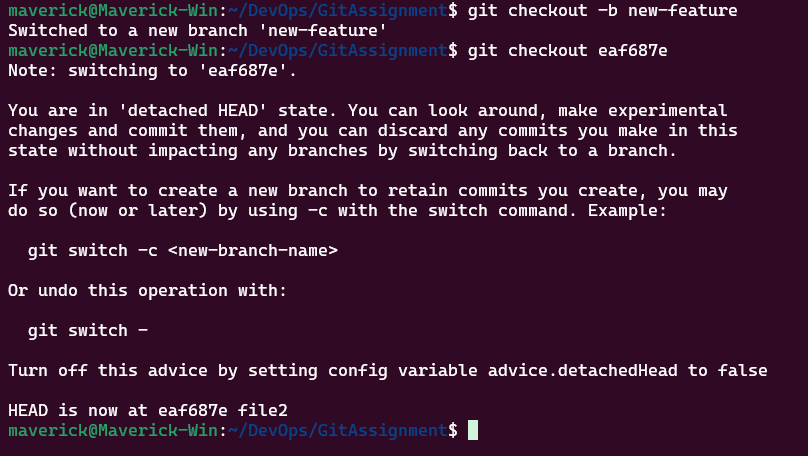 maverick@Maverick-Win:~/DevOps/GitAssignment$ git checkout -b new-feature
Switched to a new branch 'new-feature'
maverick@Maverick-Win:~/DevOps/GitAssignment$ git checkout eaf687e
Note: switching to 'eaf687e'.

You are in 'detached HEAD' state. You can look around, make experimental
changes and commit them, and you can discard any commits you make in this
state without impacting any branches by switching back to a branch.

If you want to create a new branch to retain commits you create, you may
do so (now or later) by using -c with the switch command. Example:

  git switch -c <new-branch-name>

Or undo this operation with:

  git switch -

Turn off this advice by setting config variable advice.detachedHead to false

HEAD is now at eaf687e file2
maverick@Maverick-Win:~/DevOps/GitAssignment$